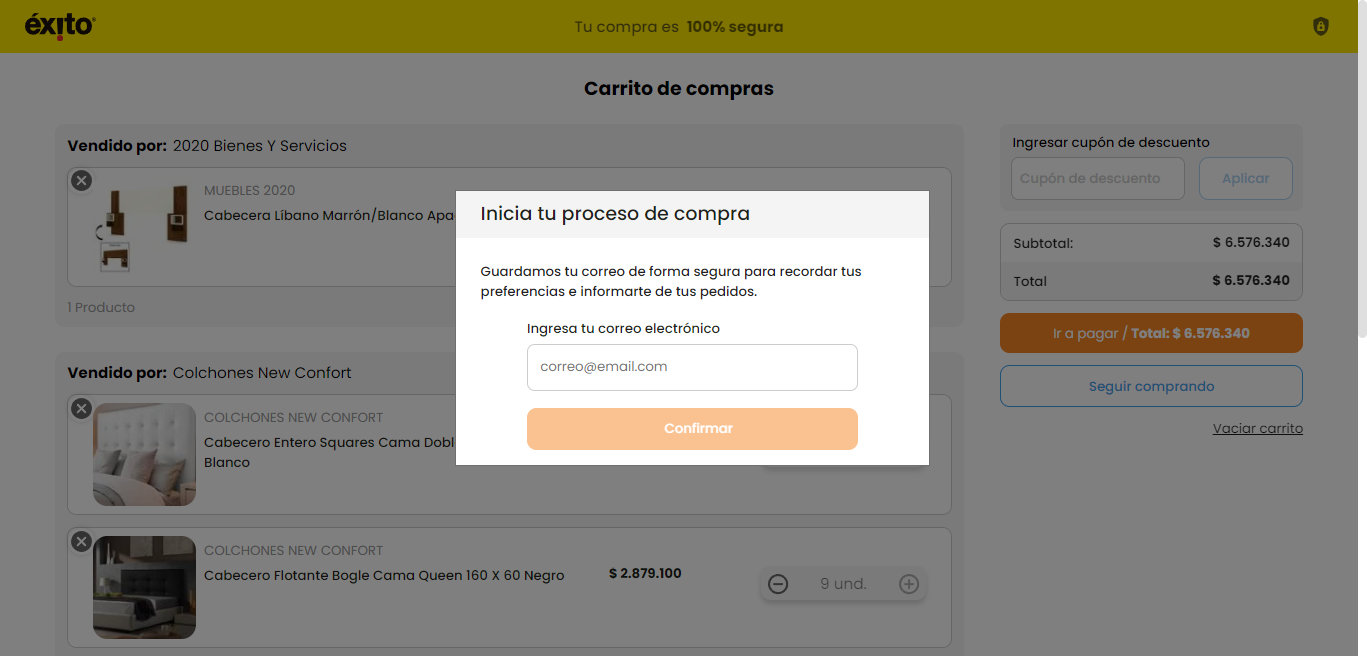 éxito
Tu compra es 100% segura
Carrito de compras
Vendido por: 2020 Bienes Y Servicios
MUEBLES 2020
Cabecera Líbano Marrón/Blanco Apa
1 Producto
Vendido por: Colchones New Confort
COLCHONES NEW CONFORT
Cabecero Entero Squares Cama Dobl
Blanco
COLCHONES NEW CONFORT
Cabecero Flotante Bogle Cama Queen 160 X 60 Negro
$ 2.879.100
9 und.
Inicia tu proceso de compra
Guardamos tu correo de forma segura para recordar tus
preferencias e informarte de tus pedidos.
Ingresa tu correo electrónico
correo@email.com
Confirmar
Ingresar cupón de descuento
Cupón de descuento
Aplicar
Subtotal: $ 6.576.340
Total $ 6.576.340
Ir a pagar / Total: $ 6.576.340
Seguir comprando
Vaciar carrito